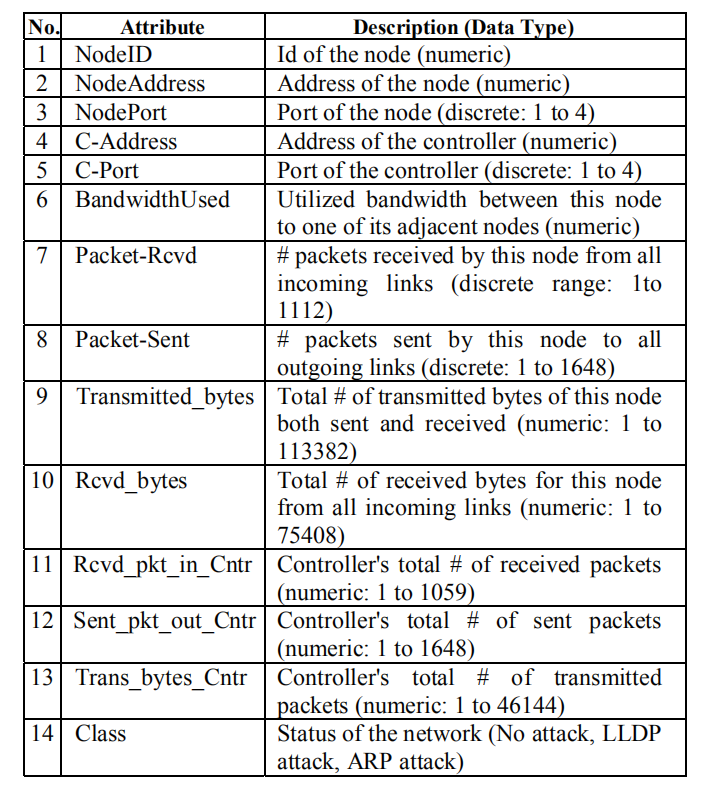 No. Attribute Description (Data Type)
1 NodeID Id of the node (numeric)
2 NodeAddress Address of the node (numeric)
3 NodePort Port of the node (discrete: 1 to 4)
4 C-Address Address of the controller (numeric)
5 C-Port Port of the controller (discrete: 1 to 4)
6 BandwidthUsed Utilized bandwidth between this node
to one of its adjacent nodes (numeric)
7 Packet-Rcvd # packets received by this node from all
incoming links (discrete range: 1to
1112)
8 Packet-Sent # packets sent by this node to all
outgoing links (discrete: 1 to 1648)
9 Transmitted_bytes Total # of transmitted bytes of this node
both sent and received (numeric: 1 to
113382)
10 Rcvd_bytes Total # of received bytes for this node
from all incoming links (numeric: 1 to
75408)
11 Rcvd_pkt_in_Cntr Controller's total # of received packets
(numeric: 1 to 1059)
12 Sent_pkt_out_Cntr Controller's total # of sent packets
(numeric: 1 to 1648)
13 Trans_bytes_Cntr Controller's total # of transmitted
packets (numeric: 1 to 46144)
14 Class Status of the network (No attack, LLDP
attack, ARP attack)